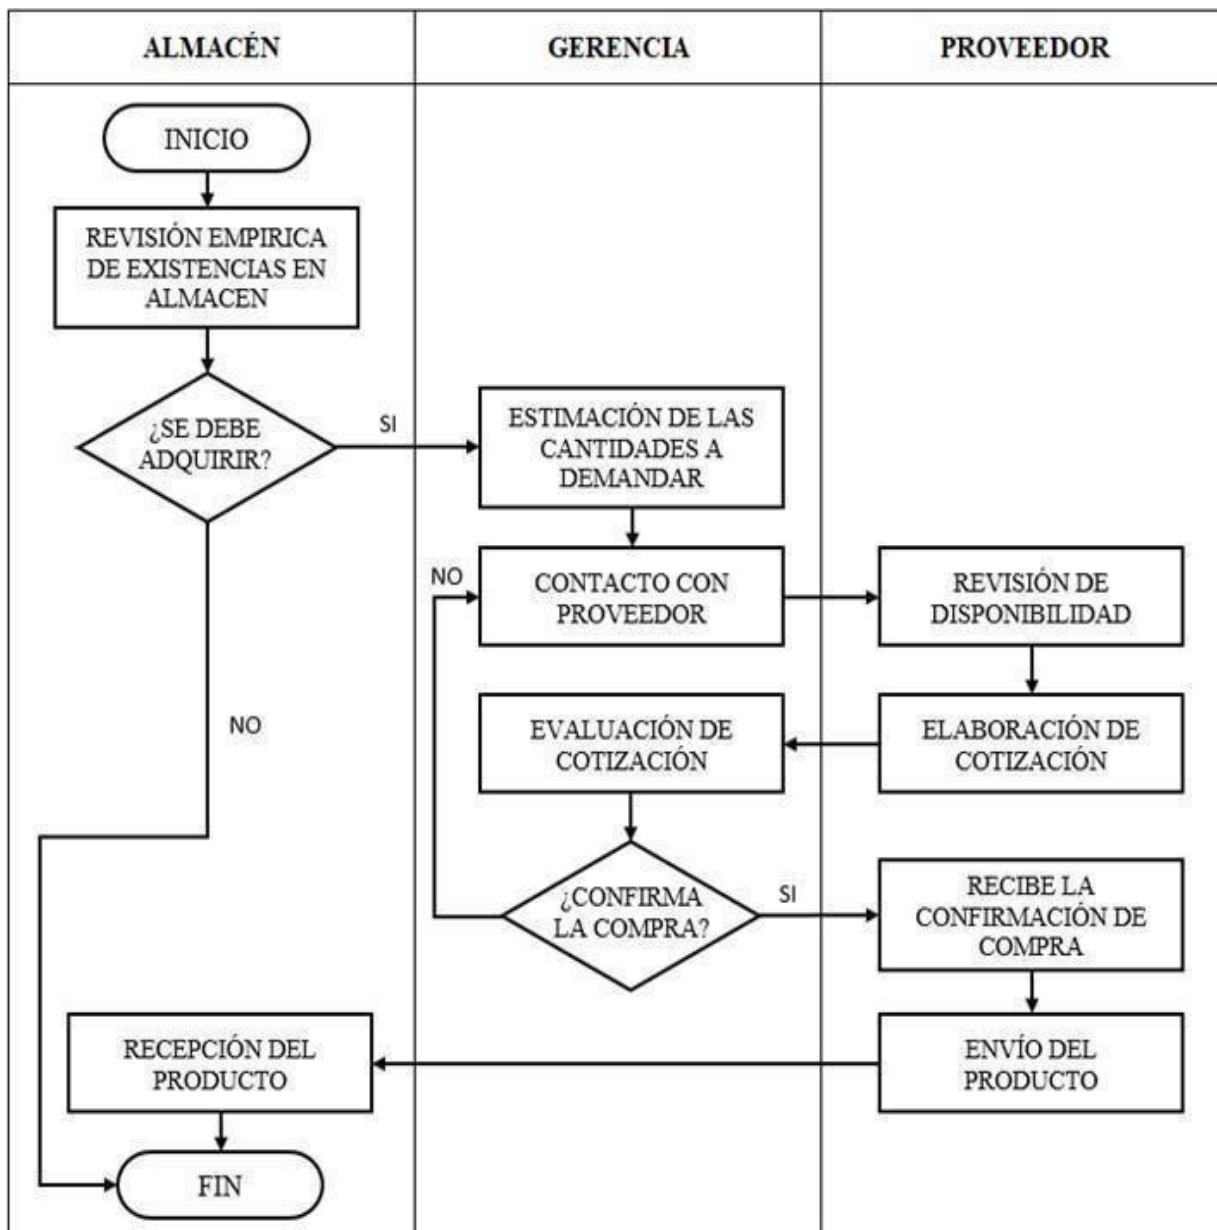 ALMACÉN
GERENCIA
PROVEEDOR
INICIO
REVISIÓN EMPIRICA
DE EXISTENCIAS EN
ALMACEN
¿SE DEBE
ADQUIRIR?
SI
ESTIMACIÓN DE LAS
CANTIDADES A
DEMANDAR
NO
CONTACTO CON
PROVEEDOR
REVISIÓN DE
DISPONIBILIDAD
NO
EVALUACIÓN DE
COTIZACIÓN
ELABORACIÓN DE
COTIZACIÓN
¿CONFIRMA
LA COMPRA?
SI
RECIBE LA
CONFIRMACIÓN DE
COMPRA
RECEPCIÓN DEL
PRODUCTO
ENVÍO DEL
PRODUCTO
FIN